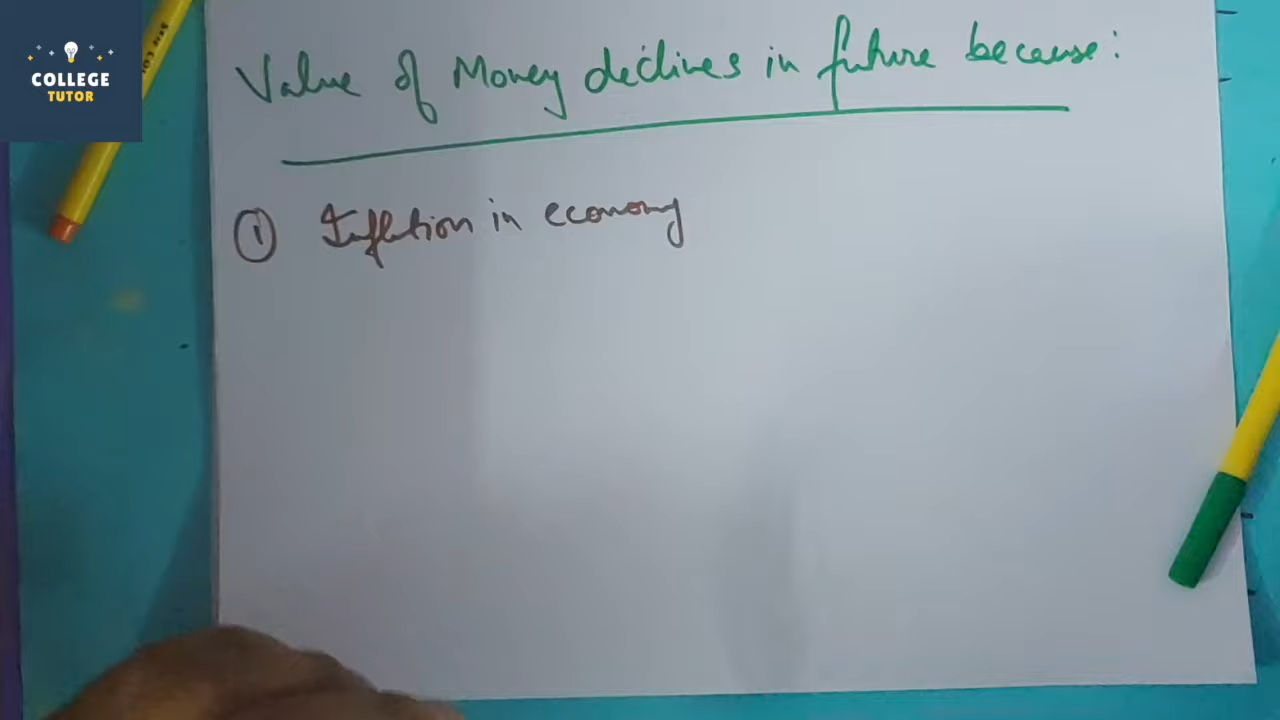 COLLEGE
TUTOR
Value of Money declines in future because:
① Inflation in economy